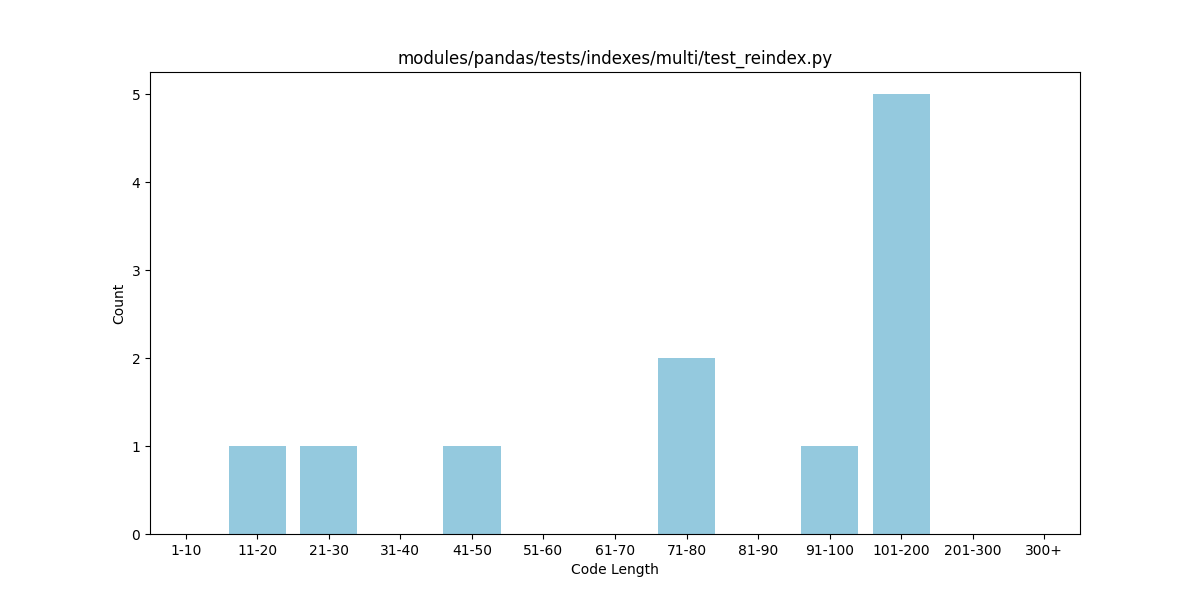 modules/pandas/tests/indexes/multi/test_reindex.py
5
4
3
2
1
0
Count
1-10 11-20 21-30 31-40 41-50 51-60 61-70 71-80 81-90 91-100 101-200 201-300 300+
Code Length